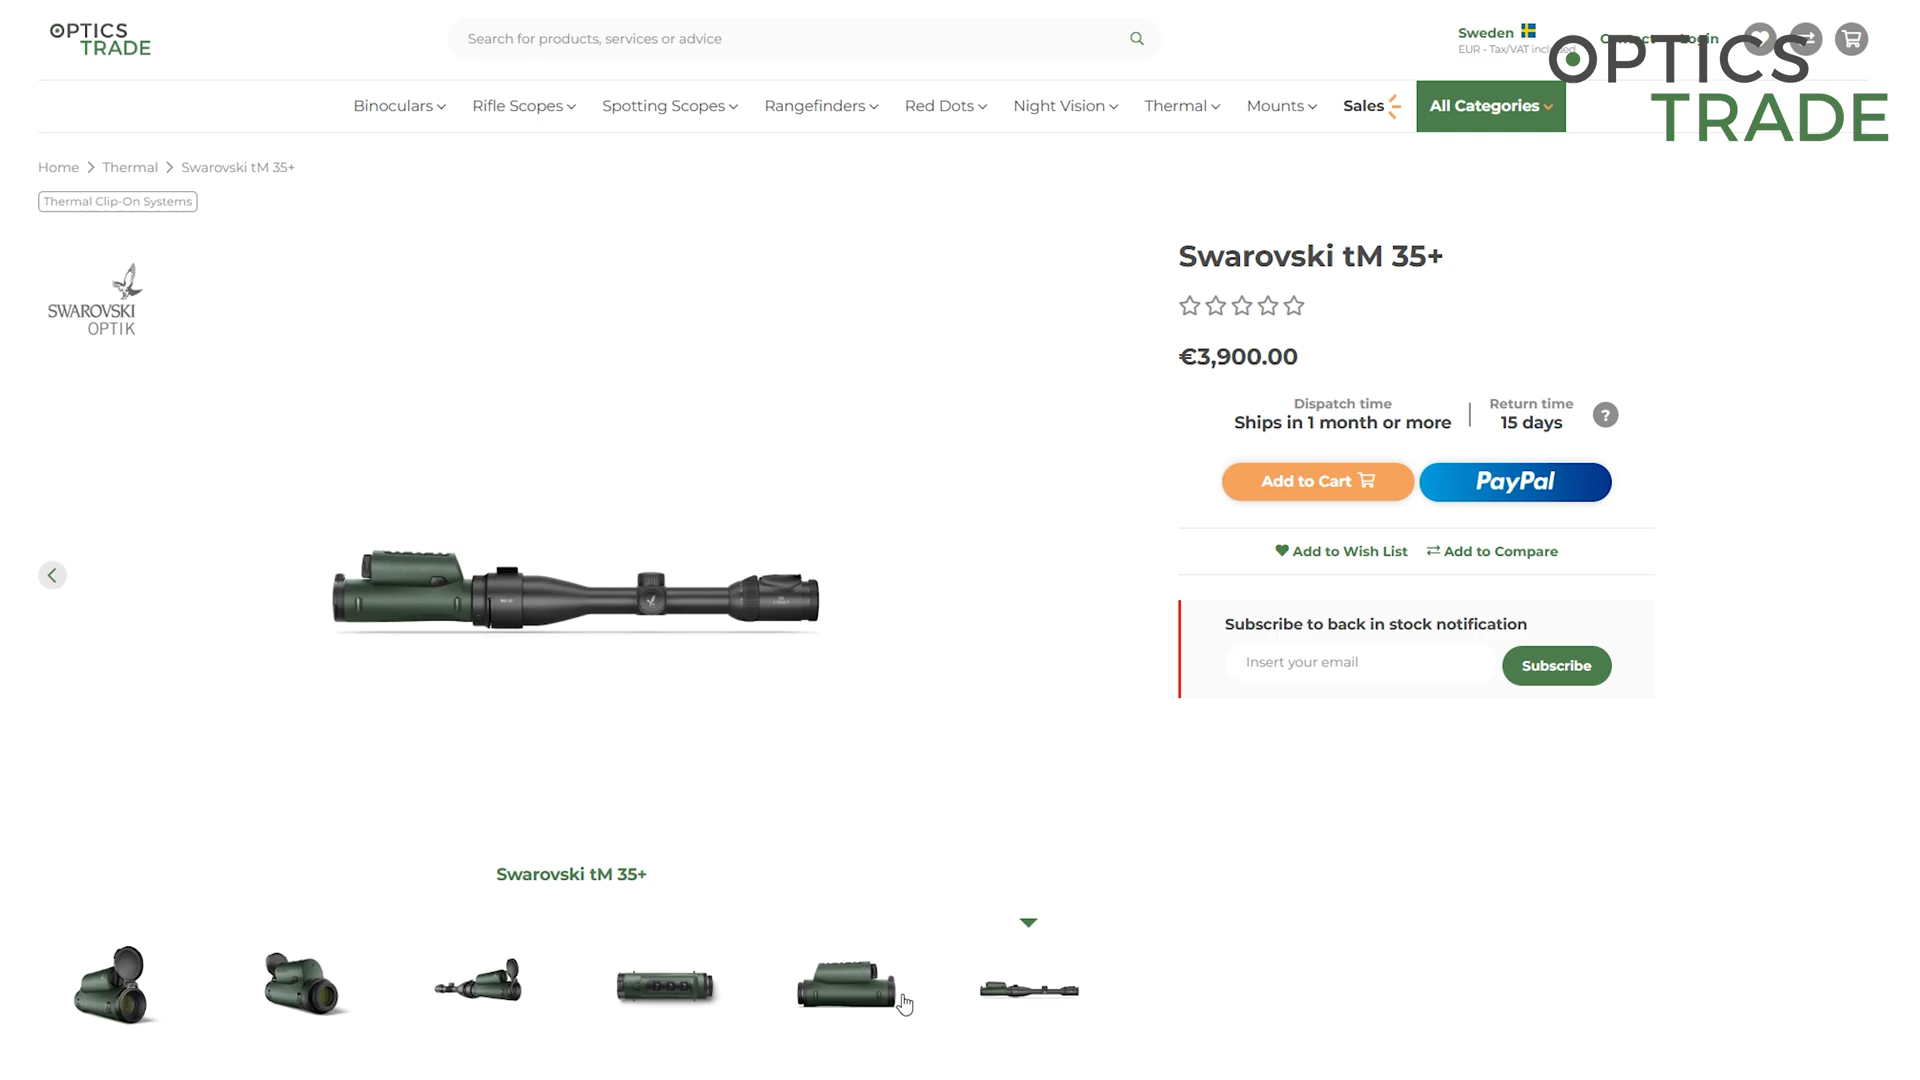 OPTICS
TRADE
Search for products, services or advice
Sweden
EUR - Tax/VAT included
Contact
Login
OPTICS
TRADE
Binoculars
Rifle Scopes
Spotting Scopes
Rangefinders
Red Dots
Night Vision
Thermal
Mounts
Sales
All Categories
Home
Thermal
Swarovski tM 35+
Thermal Clip-On Systems
SWAROVSKI
OPTIK
Swarovski tM 35+
€3,900.00
Dispatch time
Ships in 1 month or more
Return time
15 days
?
Add to Cart
PayPal
Add to Wish List
Add to Compare
Subscribe to back in stock notification
Insert your email
Subscribe
Swarovski tM 35+